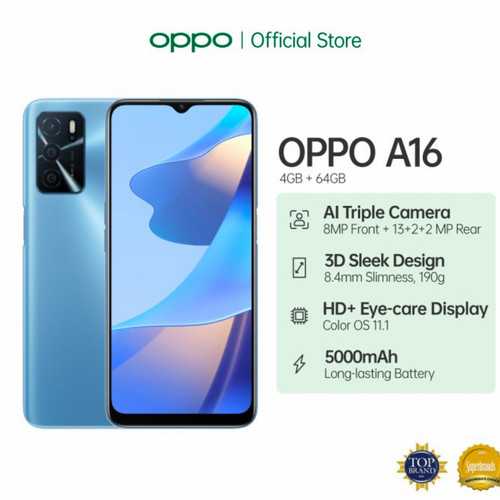 oppo | Official Store
OPPO A16
4GB + 64GB
AI Triple Camera
8MP Front + 13+2+2 MP Rear
3D Sleek Design
8.4mm Slimness, 190g
HD+ Eye-care Display
Color OS 11.1
5000mAh
Long-lasting Battery
TOP
BRAND
Superbrands